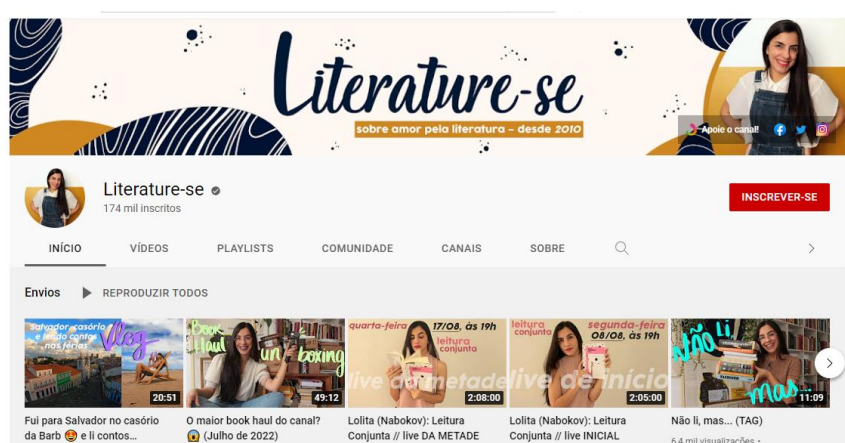 Literature-se
sobre amor pela literatura – desde 2010
Apoie o canal!
Literature-se
174 mil inscritos
INSCREVER-SE
INÍCIO VÍDEOS PLAYLISTS COMUNIDADE CANAIS SOBRE
Envios REPRODUZIR TODOS
Salvador, casório
e lendo contos
nas férias
Vlog
20:51
Book
Haul
unboxing
49:12
quarta-feira 17/08, às 19h
leitura
conjunta
live da metade
2:08:00
leitura
conjunta
segunda-feira
08/08, às 19h
live de início
2:05:00
Não li,
mas...
11:09
Fui para Salvador no casório
da Barb 😍 e li contos...
O maior book haul do canal?
😱 (Julho de 2022)
Lolita (Nabokov): Leitura
Conjunta // live DA METADE
Lolita (Nabokov): Leitura
Conjunta // live INICIAL
Não li, mas... (TAG)
6,4 mil visualizações •